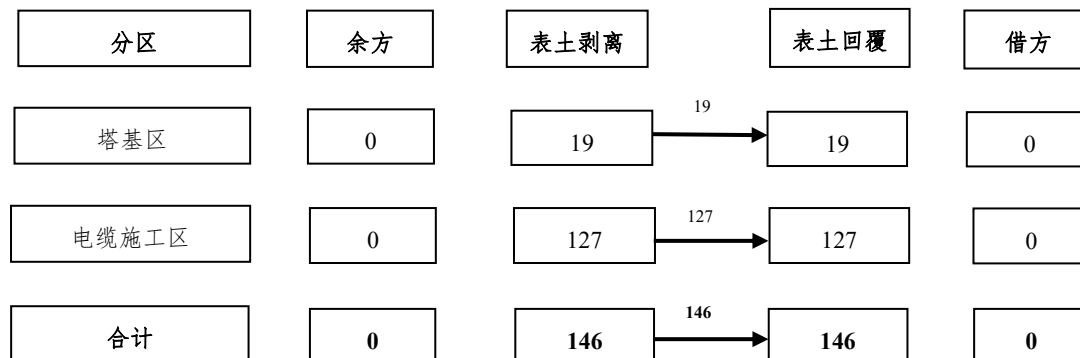 分区 余方 表土剥离 表土回覆 借方
19
塔基区 0 19 19 0
127
电缆施工区 0 127 127 0
146
合计 0 146 146 0